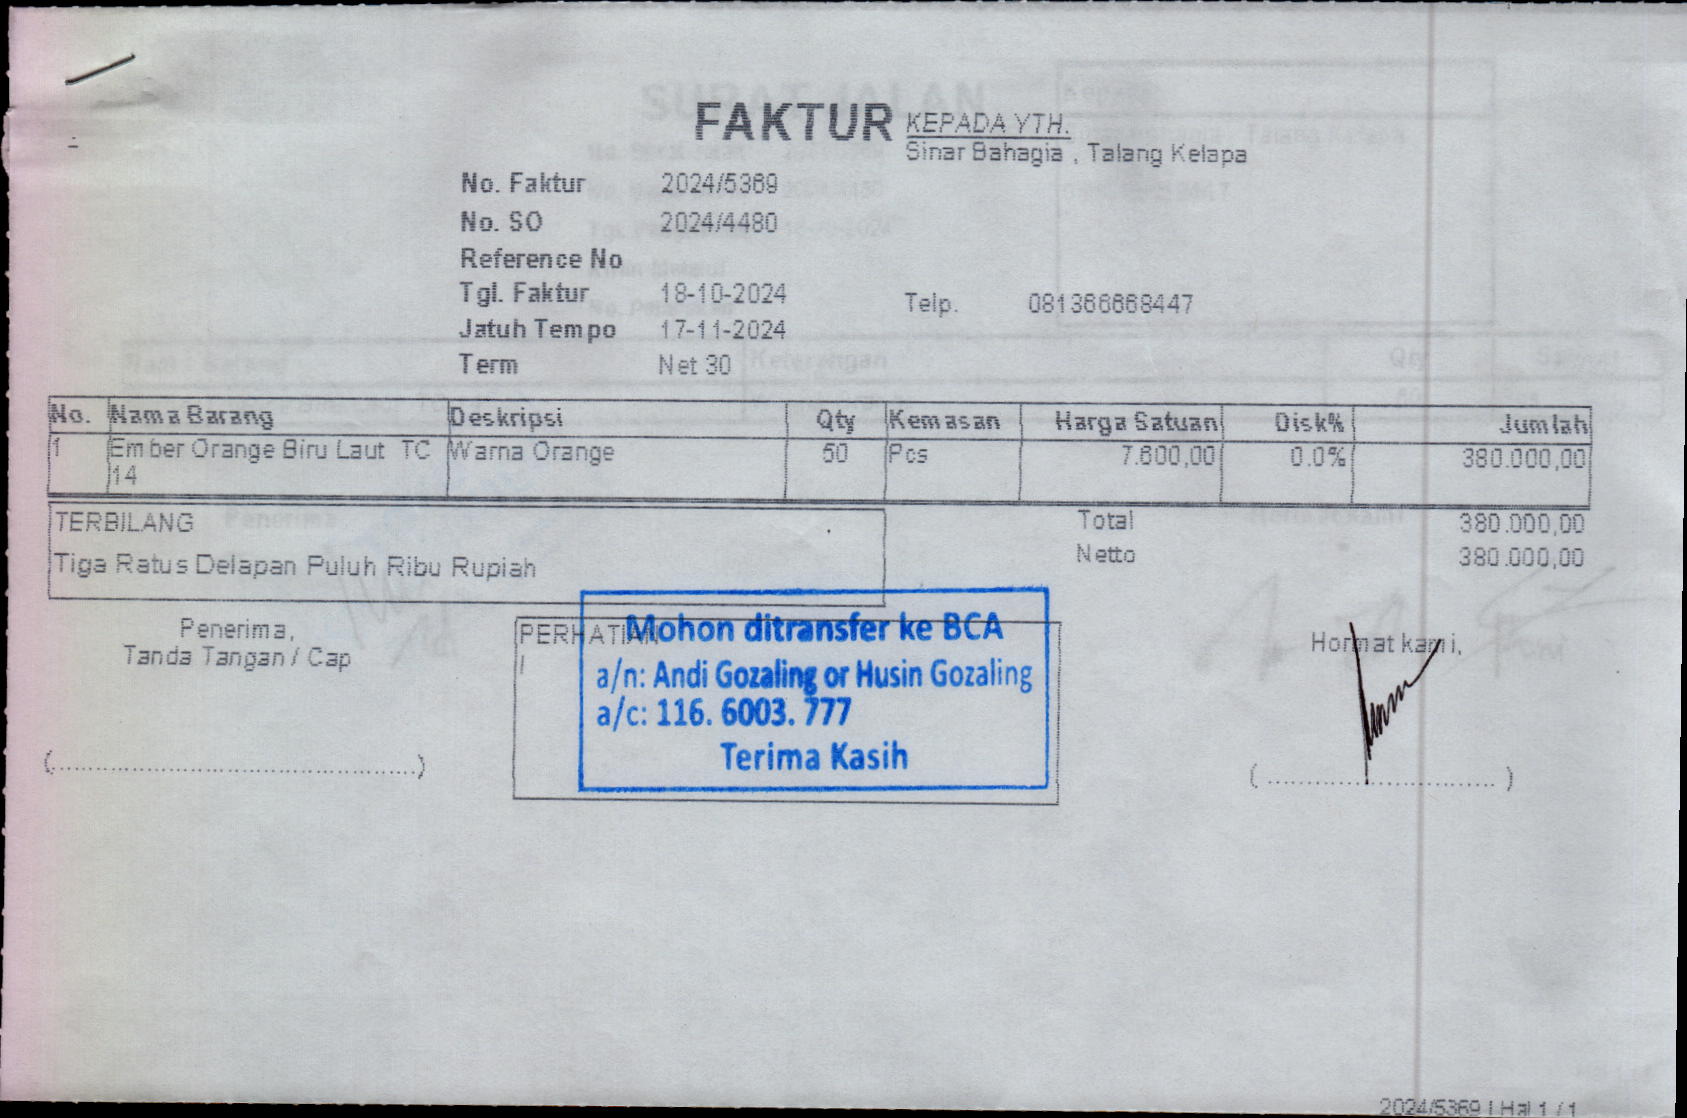 FAKTUR
KEPADA YTH.
Sinar Bahagia , Talang Kelapa
No. Faktur 2024/5369
No. SO 2024/4480
Reference No
Tgl. Faktur 18-10-2024
Telp. 081366668447
Jatuh Tempo 17-11-2024
Term Net 30
No. Nama Barang Deskripsi Qty Kemasan Harga Satuan Disk% Jumlah
1 Ember Orange Biru Laut TC Warna Orange 50 Pcs 7.600,00 0.0% 380.000,00
14
TERBILANG Total 380.000,00
Tiga Ratus Delapan Puluh Ribu Rupiah Netto 380.000,00
Penerima,
Tanda Tangan / Cap
PERHATIAN
Mohon ditransfer ke BCA
a/n: Andi Gozaling or Husin Gozaling
a/c: 116. 6003. 777
Terima Kasih
Hormat kami,
2024/5369 | Hal 1 / 1